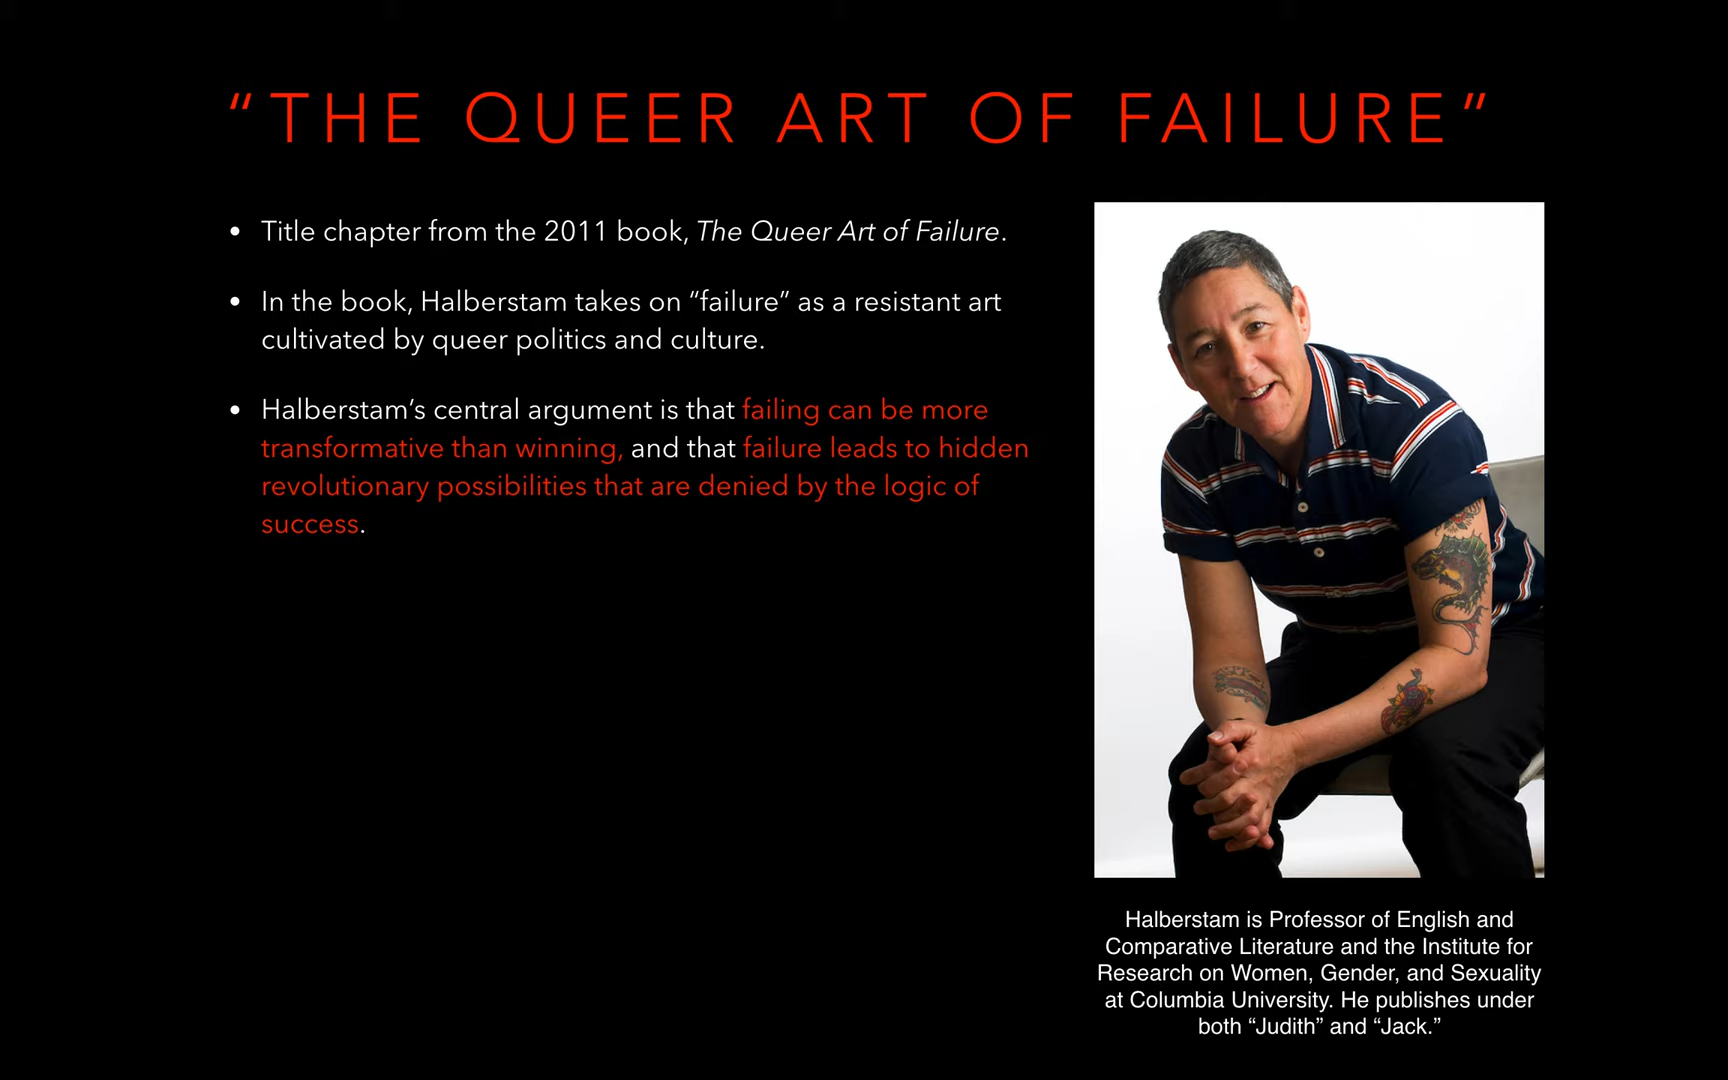 “THE QUEER ART OF FAILURE”
• Title chapter from the 2011 book, The Queer Art of Failure.
• In the book, Halberstam takes on “failure” as a resistant art
cultivated by queer politics and culture.
• Halberstam’s central argument is that failing can be more
transformative than winning, and that failure leads to hidden
revolutionary possibilities that are denied by the logic of
success.
Halberstam is Professor of English and
Comparative Literature and the Institute for
Research on Women, Gender, and Sexuality
at Columbia University. He publishes under
both “Judith” and “Jack.”